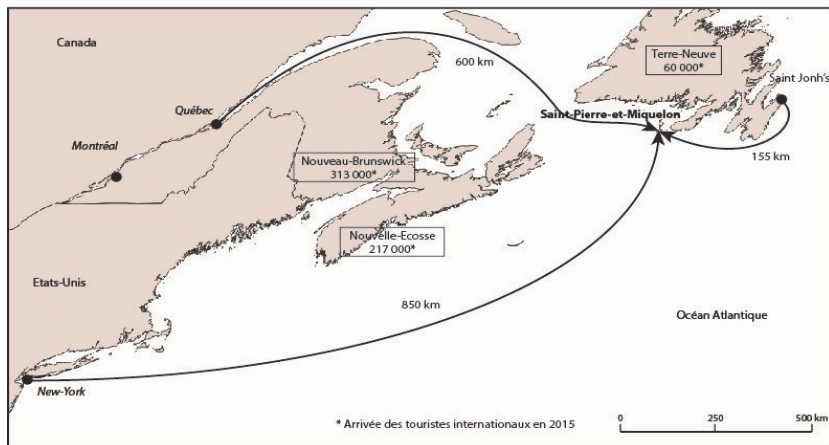 Canada
600 km
Terre-Neuve
60 000*
Saint Jonh's
Québec
Saint-Pierre-et-Miquelon
Montréal
155 km
Nouveau-Brunswick
313 000*
Nouvelle-Ecosse
217 000*
Etats-Unis
850 km
Océan Atlantique
New-York
* Arrivée des touristes internationaux en 2015
0 250 500 km